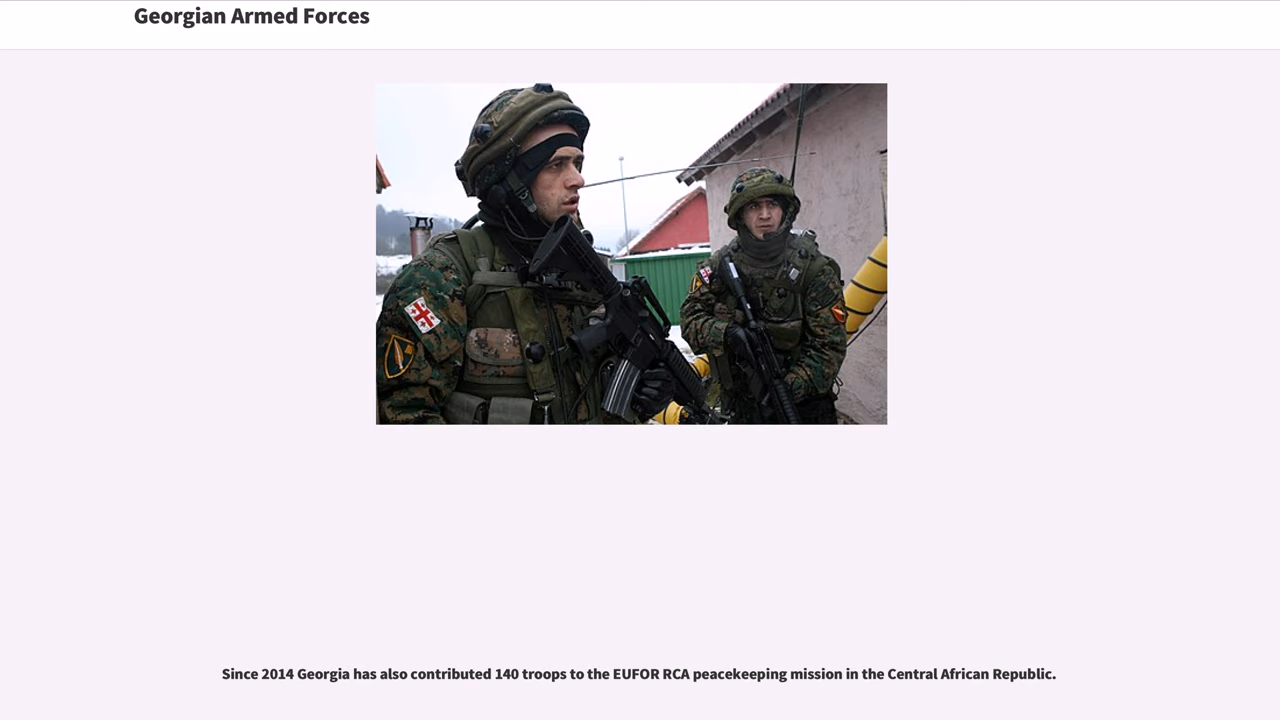 Georgian Armed Forces
Since 2014 Georgia has also contributed 140 troops to the EUFOR RCA peacekeeping mission in the Central African Republic.